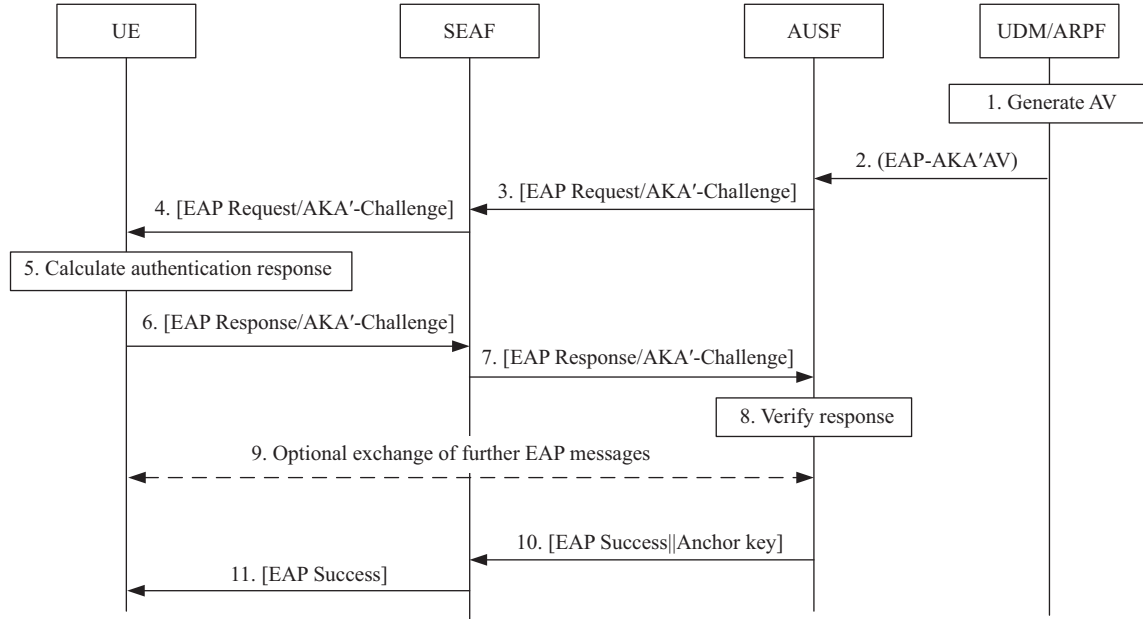 UE
SEAF
AUSF
UDM/ARPF
1. Generate AV
2. (EAP-AKA′AV)
3. [EAP Request/AKA′-Challenge]
4. [EAP Request/AKA′-Challenge]
5. Calculate authentication response
6. [EAP Response/AKA′-Challenge]
7. [EAP Response/AKA′-Challenge]
8. Verify response
9. Optional exchange of further EAP messages
10. [EAP Success||Anchor key]
11. [EAP Success]